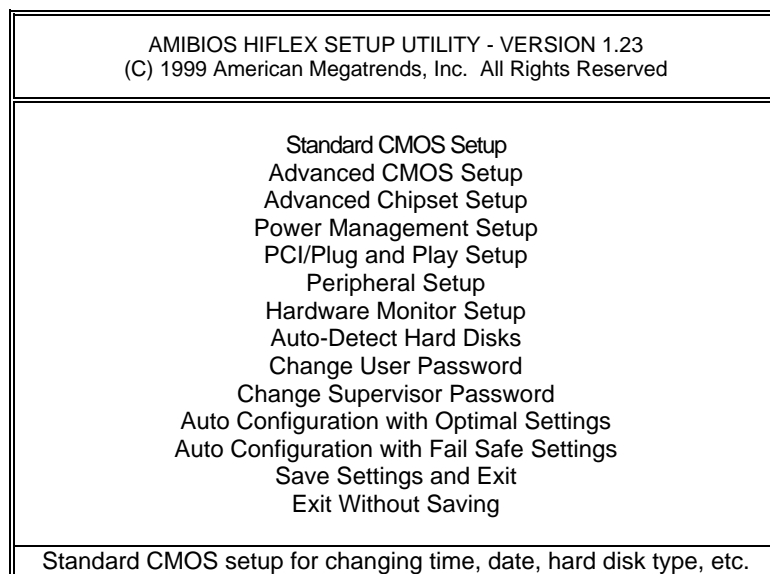 AMIBIOS HIFLEX SETUP UTILITY - VERSION 1.23
(C) 1999 American Megatrends, Inc. All Rights Reserved
Standard CMOS Setup
Advanced CMOS Setup
Advanced Chipset Setup
Power Management Setup
PCI/Plug and Play Setup
Peripheral Setup
Hardware Monitor Setup
Auto-Detect Hard Disks
Change User Password
Change Supervisor Password
Auto Configuration with Optimal Settings
Auto Configuration with Fail Safe Settings
Save Settings and Exit
Exit Without Saving
Standard CMOS setup for changing time, date, hard disk type, etc.